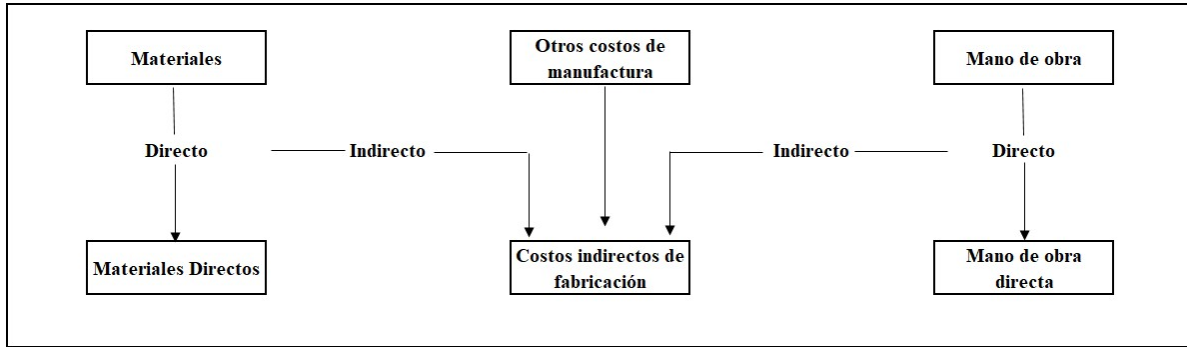 Materiales
Otros costos de
manufactura
Mano de obra
Directo
Indirecto
Indirecto
Directo
Materiales Directos
Costos indirectos de
fabricación
Mano de obra
directa